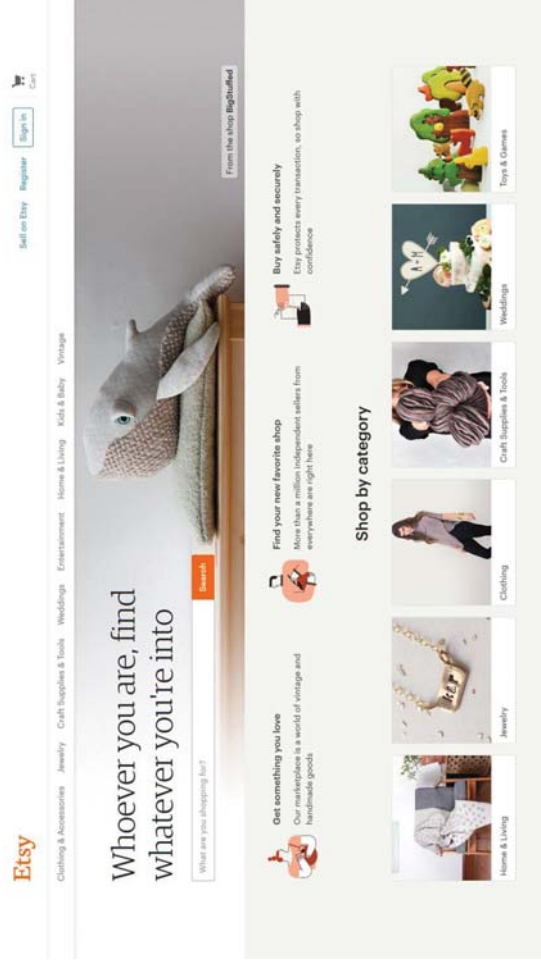 Etsy
Sell on Etsy Register Sign in Cart
Clothing & Accessories Jewelry Craft Supplies & Tools Weddings Entertainment Home & Living Kids & Baby Vintage
Whoever you are, find
whatever you're into
What are you shopping for? Search
From the shop BigStuffed
Get something you love
Our marketplace is a world of vintage and
handmade goods
Find your new favorite shop
More than a million independent sellers from
everywhere are right here
Buy safely and securely
Etsy protects every transaction, so shop with
confidence
Shop by category
Home & Living
Jewelry
Clothing
Craft Supplies & Tools
Weddings
A-M
Toys & Games